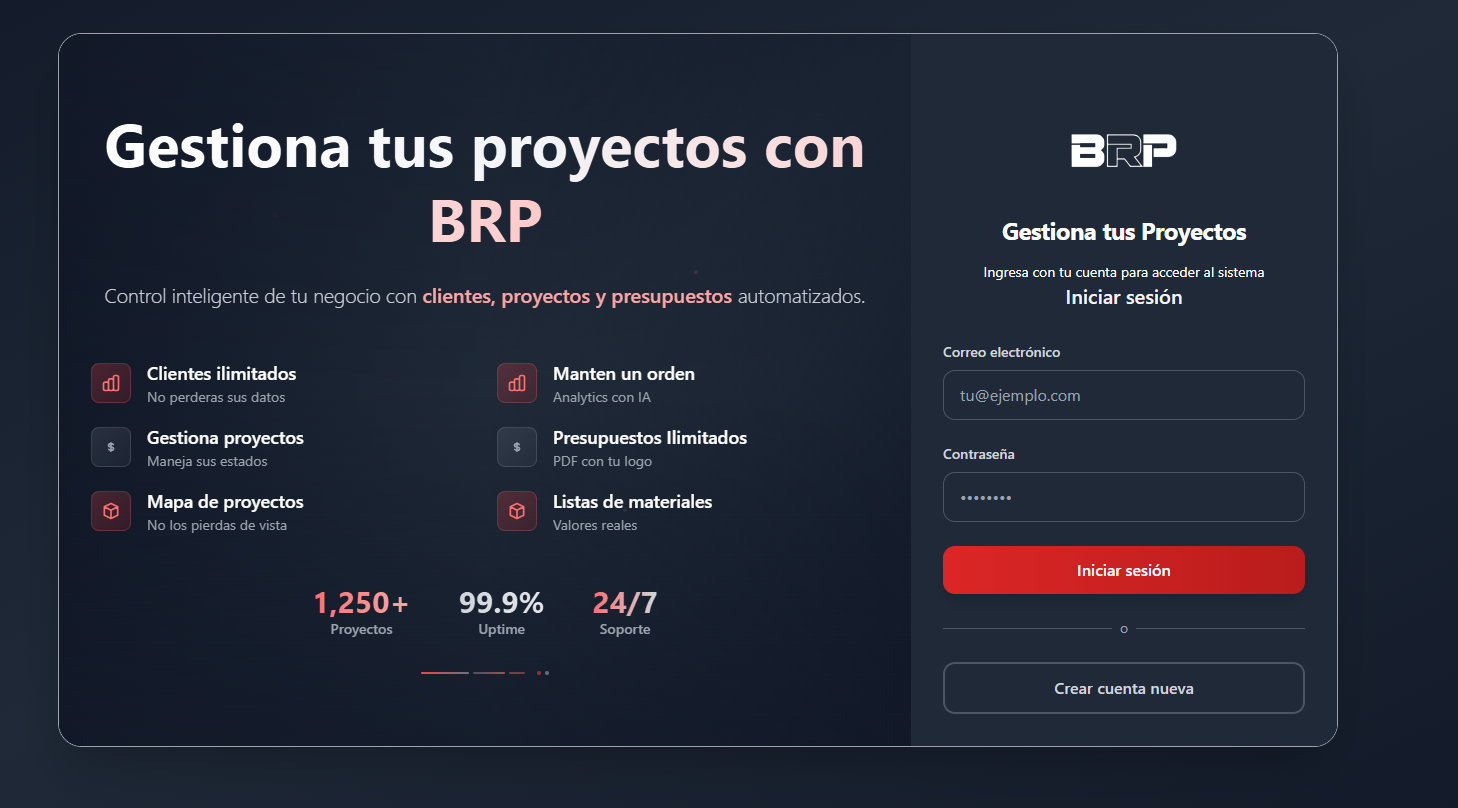 Gestiona tus proyectos con
BRP
Control inteligente de tu negocio con clientes, proyectos y presupuestos automatizados.
Clientes ilimitados
No perderas sus datos
Manten un orden
Analytics con IA
$
Gestiona proyectos
Maneja sus estados
$
Presupuestos Ilimitados
PDF con tu logo
Mapa de proyectos
No los pierdas de vista
Listas de materiales
Valores reales
1,250+
Proyectos
99.9%
Uptime
24/7
Soporte
BRP
Gestiona tus Proyectos
Ingresa con tu cuenta para acceder al sistema
Iniciar sesión
Correo electrónico
tu@ejemplo.com
Contraseña
••••••••
Iniciar sesión
o
Crear cuenta nueva